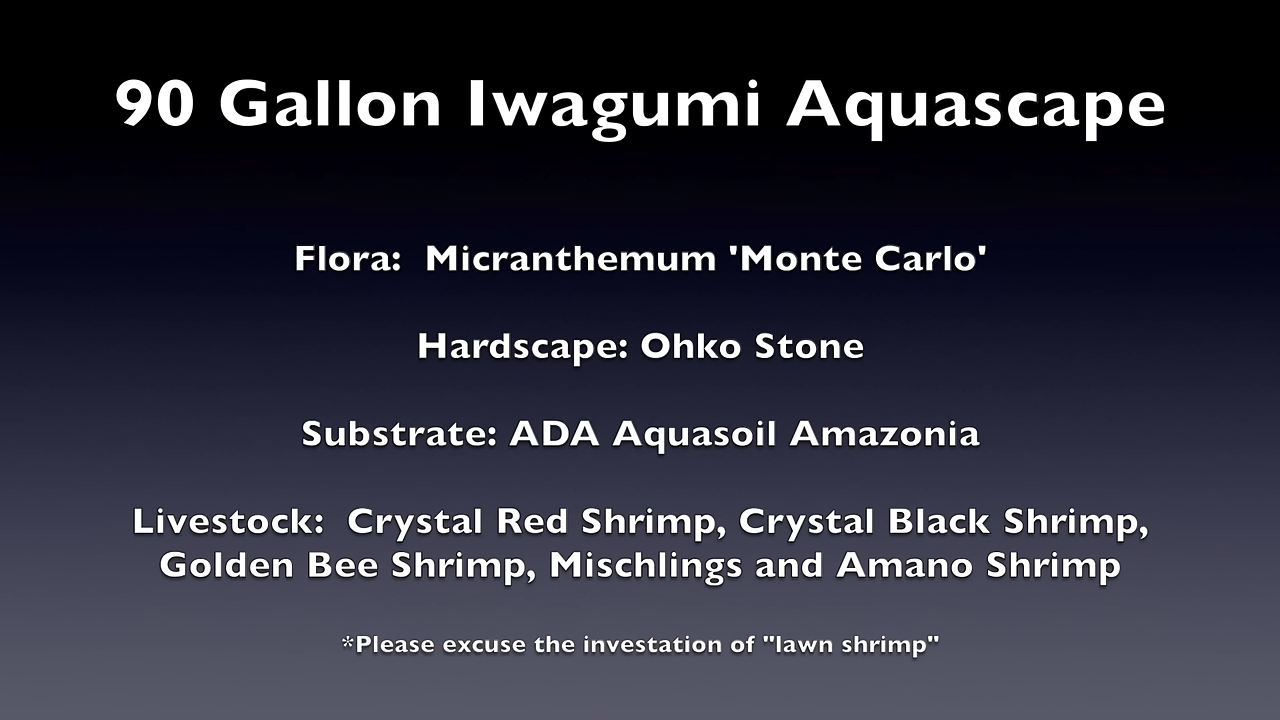 90 Gallon Iwagumi Aquascape
Flora:  Micranthemum 'Monte Carlo'
Hardscape: Ohko Stone
Substrate: ADA Aquasoil Amazonia
Livestock:  Crystal Red Shrimp, Crystal Black Shrimp,
Golden Bee Shrimp, Mischlings and Amano Shrimp
*Please excuse the investation of "lawn shrimp"